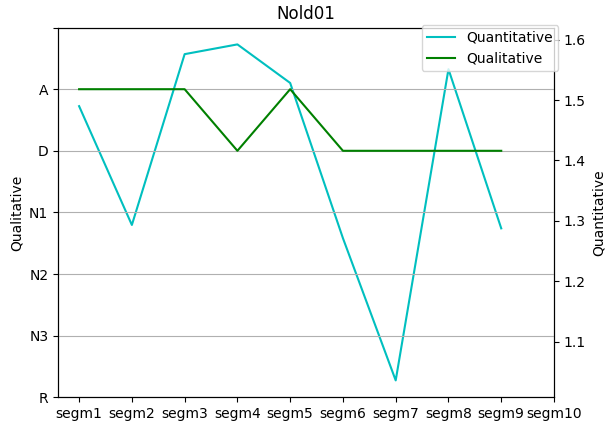 Nold01
Quantitative
Qualitative
A
D
N1
N2
N3
R
Qualitative
1.6
1.5
1.4
1.3
1.2
1.1
Quantitative
segm1 segm2 segm3 segm4 segm5 segm6 segm7 segm8 segm9 segm10